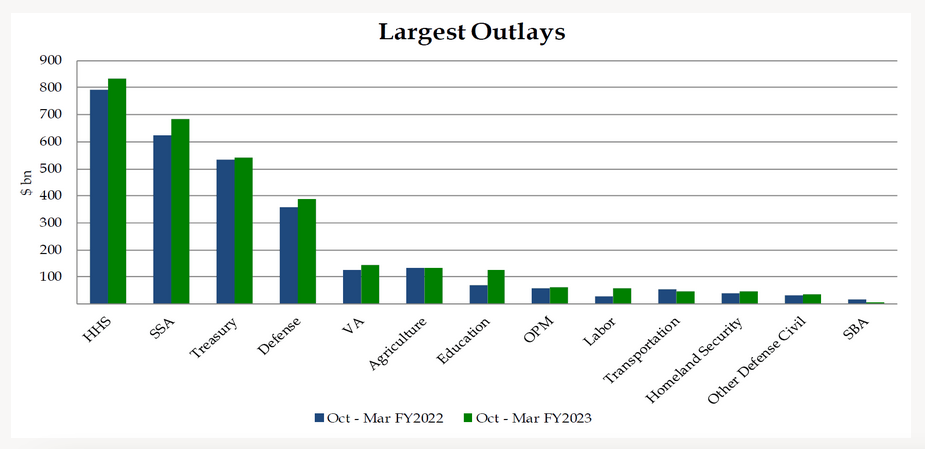 Largest Outlays
900
800
700
600
500
400
300
200
100
$ bn
HHS
SSA
Treasury
Defense
VA
Agriculture
Education
OPM
Labor
Transportation
Homeland Security
Other Defense Civil
SBA
Oct - Mar FY2022
Oct - Mar FY2023